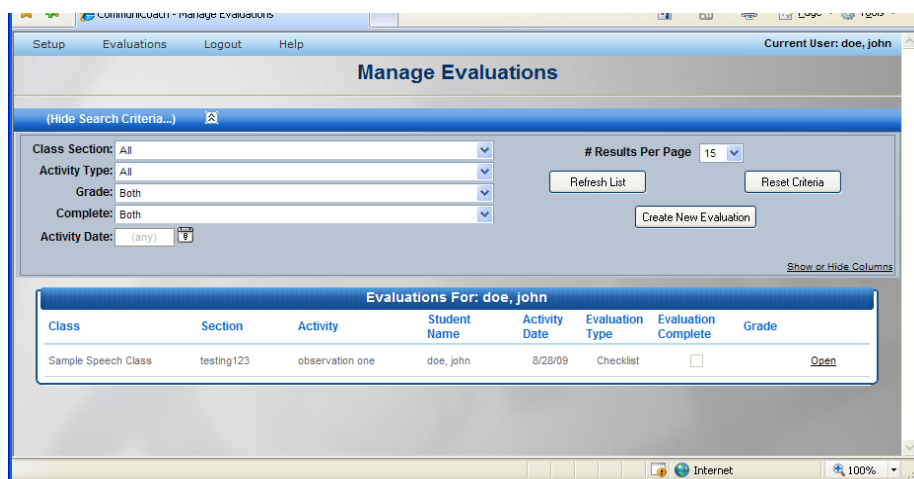 CommuniCoach - Manage Evaluations
Page Tools
Setup Evaluations Logout Help Current User: doe, john
Manage Evaluations
(Hide Search Criteria...)
Class Section: All
Activity Type: All
Grade: Both
Complete: Both
Activity Date: (any)
# Results Per Page 15
Refresh List Reset Criteria
Create New Evaluation
Show or Hide Columns
Evaluations For: doe, john
Class Section Activity Student Name Activity Date Evaluation Type Evaluation Complete Grade
Sample Speech Class testing123 observation one doe, john 8/28/09 Checklist Open
Internet 100%